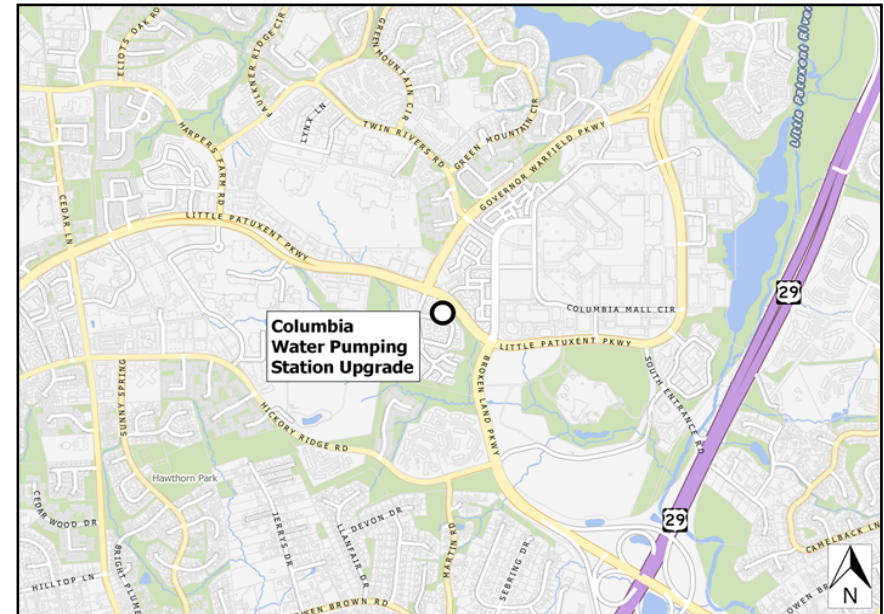 ELIOTS OAK RD
FAULKNER RIDGE CIR
GREEN MOUNTAIN CIR
Little Patuxent River
LYNX LN
TWIN RIVERS RD
GREEN MOUNTAIN CIR
HARPERS FARM RD
GOVERNOR WARFIELD PKWY
CEDAR LN
LITTLE PATUXENT PKWY
29
COLUMBIA MALL CIR
Columbia
Water Pumping
Station Upgrade
LITTLE PATUXENT PKWY
BROKEN LAND PKWY
SOUTH ENTRANCE RD
SUNNY SPRING
HICKORY RIDGE RD
Hawthorn Park
CEDAR WOOD DR
JERRYS DR
LLANFAIR DR
DEVON DR
MARTIN RD
SEBRING DR
29
CAMELBACK LN
HILLTOP LN
BRIGHT PLUME
OWEN BROWN RD
OWEN BR
N